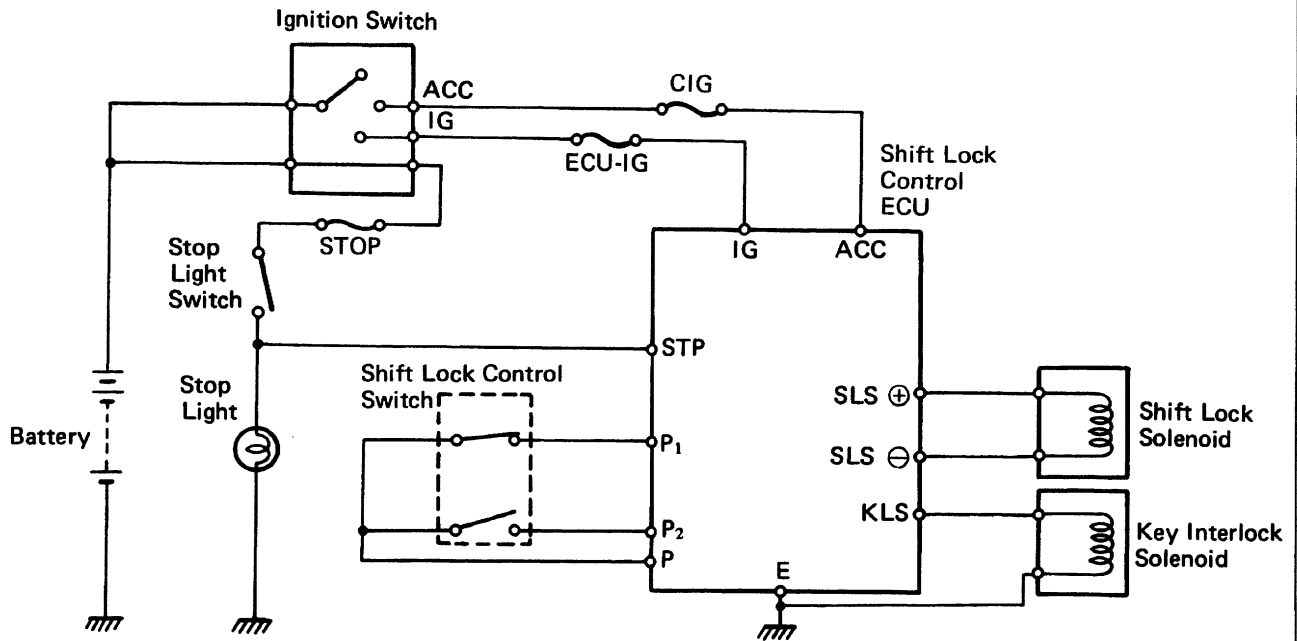 Ignition Switch
ACC
IG
CIG
ECU-IG
Shift Lock
Control
ECU
STOP
Stop
Light
Switch
IG
ACC
STP
Shift Lock Control
Switch
Stop
Light
Battery
P1
P2
P
SLS ⊕
SLS ⊖
KLS
E
Shift Lock
Solenoid
Key Interlock
Solenoid